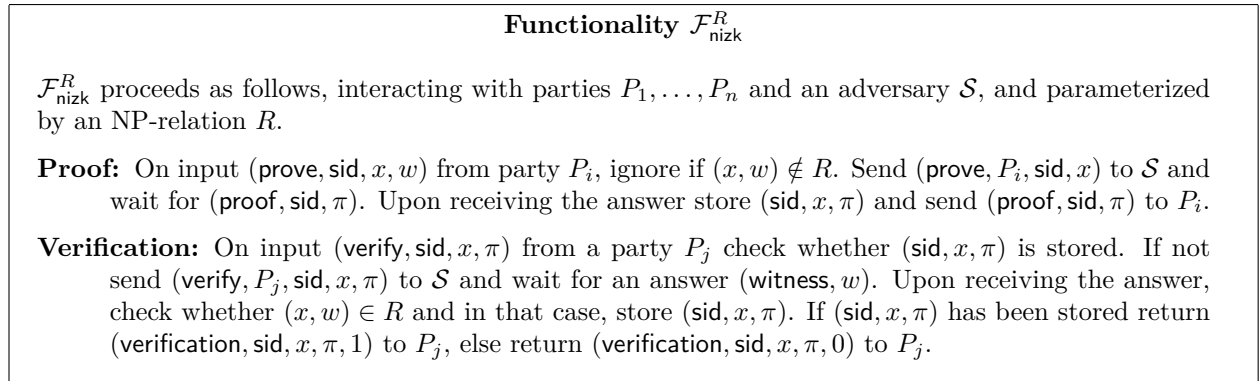 Functionality $\mathcal{F}^{R}_{\mathsf{nizk}}$
$\mathcal{F}^{R}_{\mathsf{nizk}}$ proceeds as follows, interacting with parties $P_1, \ldots, P_n$ and an adversary $\mathcal{S}$, and parameterized
by an NP-relation $R$.
Proof: On input (prove, sid, $x, w$) from party $P_i$, ignore if $(x, w) \notin R$. Send (prove, $P_i$, sid, $x$) to $\mathcal{S}$ and
wait for (proof, sid, $\pi$). Upon receiving the answer store (sid, $x, \pi$) and send (proof, sid, $\pi$) to $P_i$.
Verification: On input (verify, sid, $x, \pi$) from a party $P_j$ check whether (sid, $x, \pi$) is stored. If not
send (verify, $P_j$, sid, $x, \pi$) to $\mathcal{S}$ and wait for an answer (witness, $w$). Upon receiving the answer,
check whether $(x, w) \in R$ and in that case, store (sid, $x, \pi$). If (sid, $x, \pi$) has been stored return
(verification, sid, $x, \pi, 1$) to $P_j$, else return (verification, sid, $x, \pi, 0$) to $P_j$.